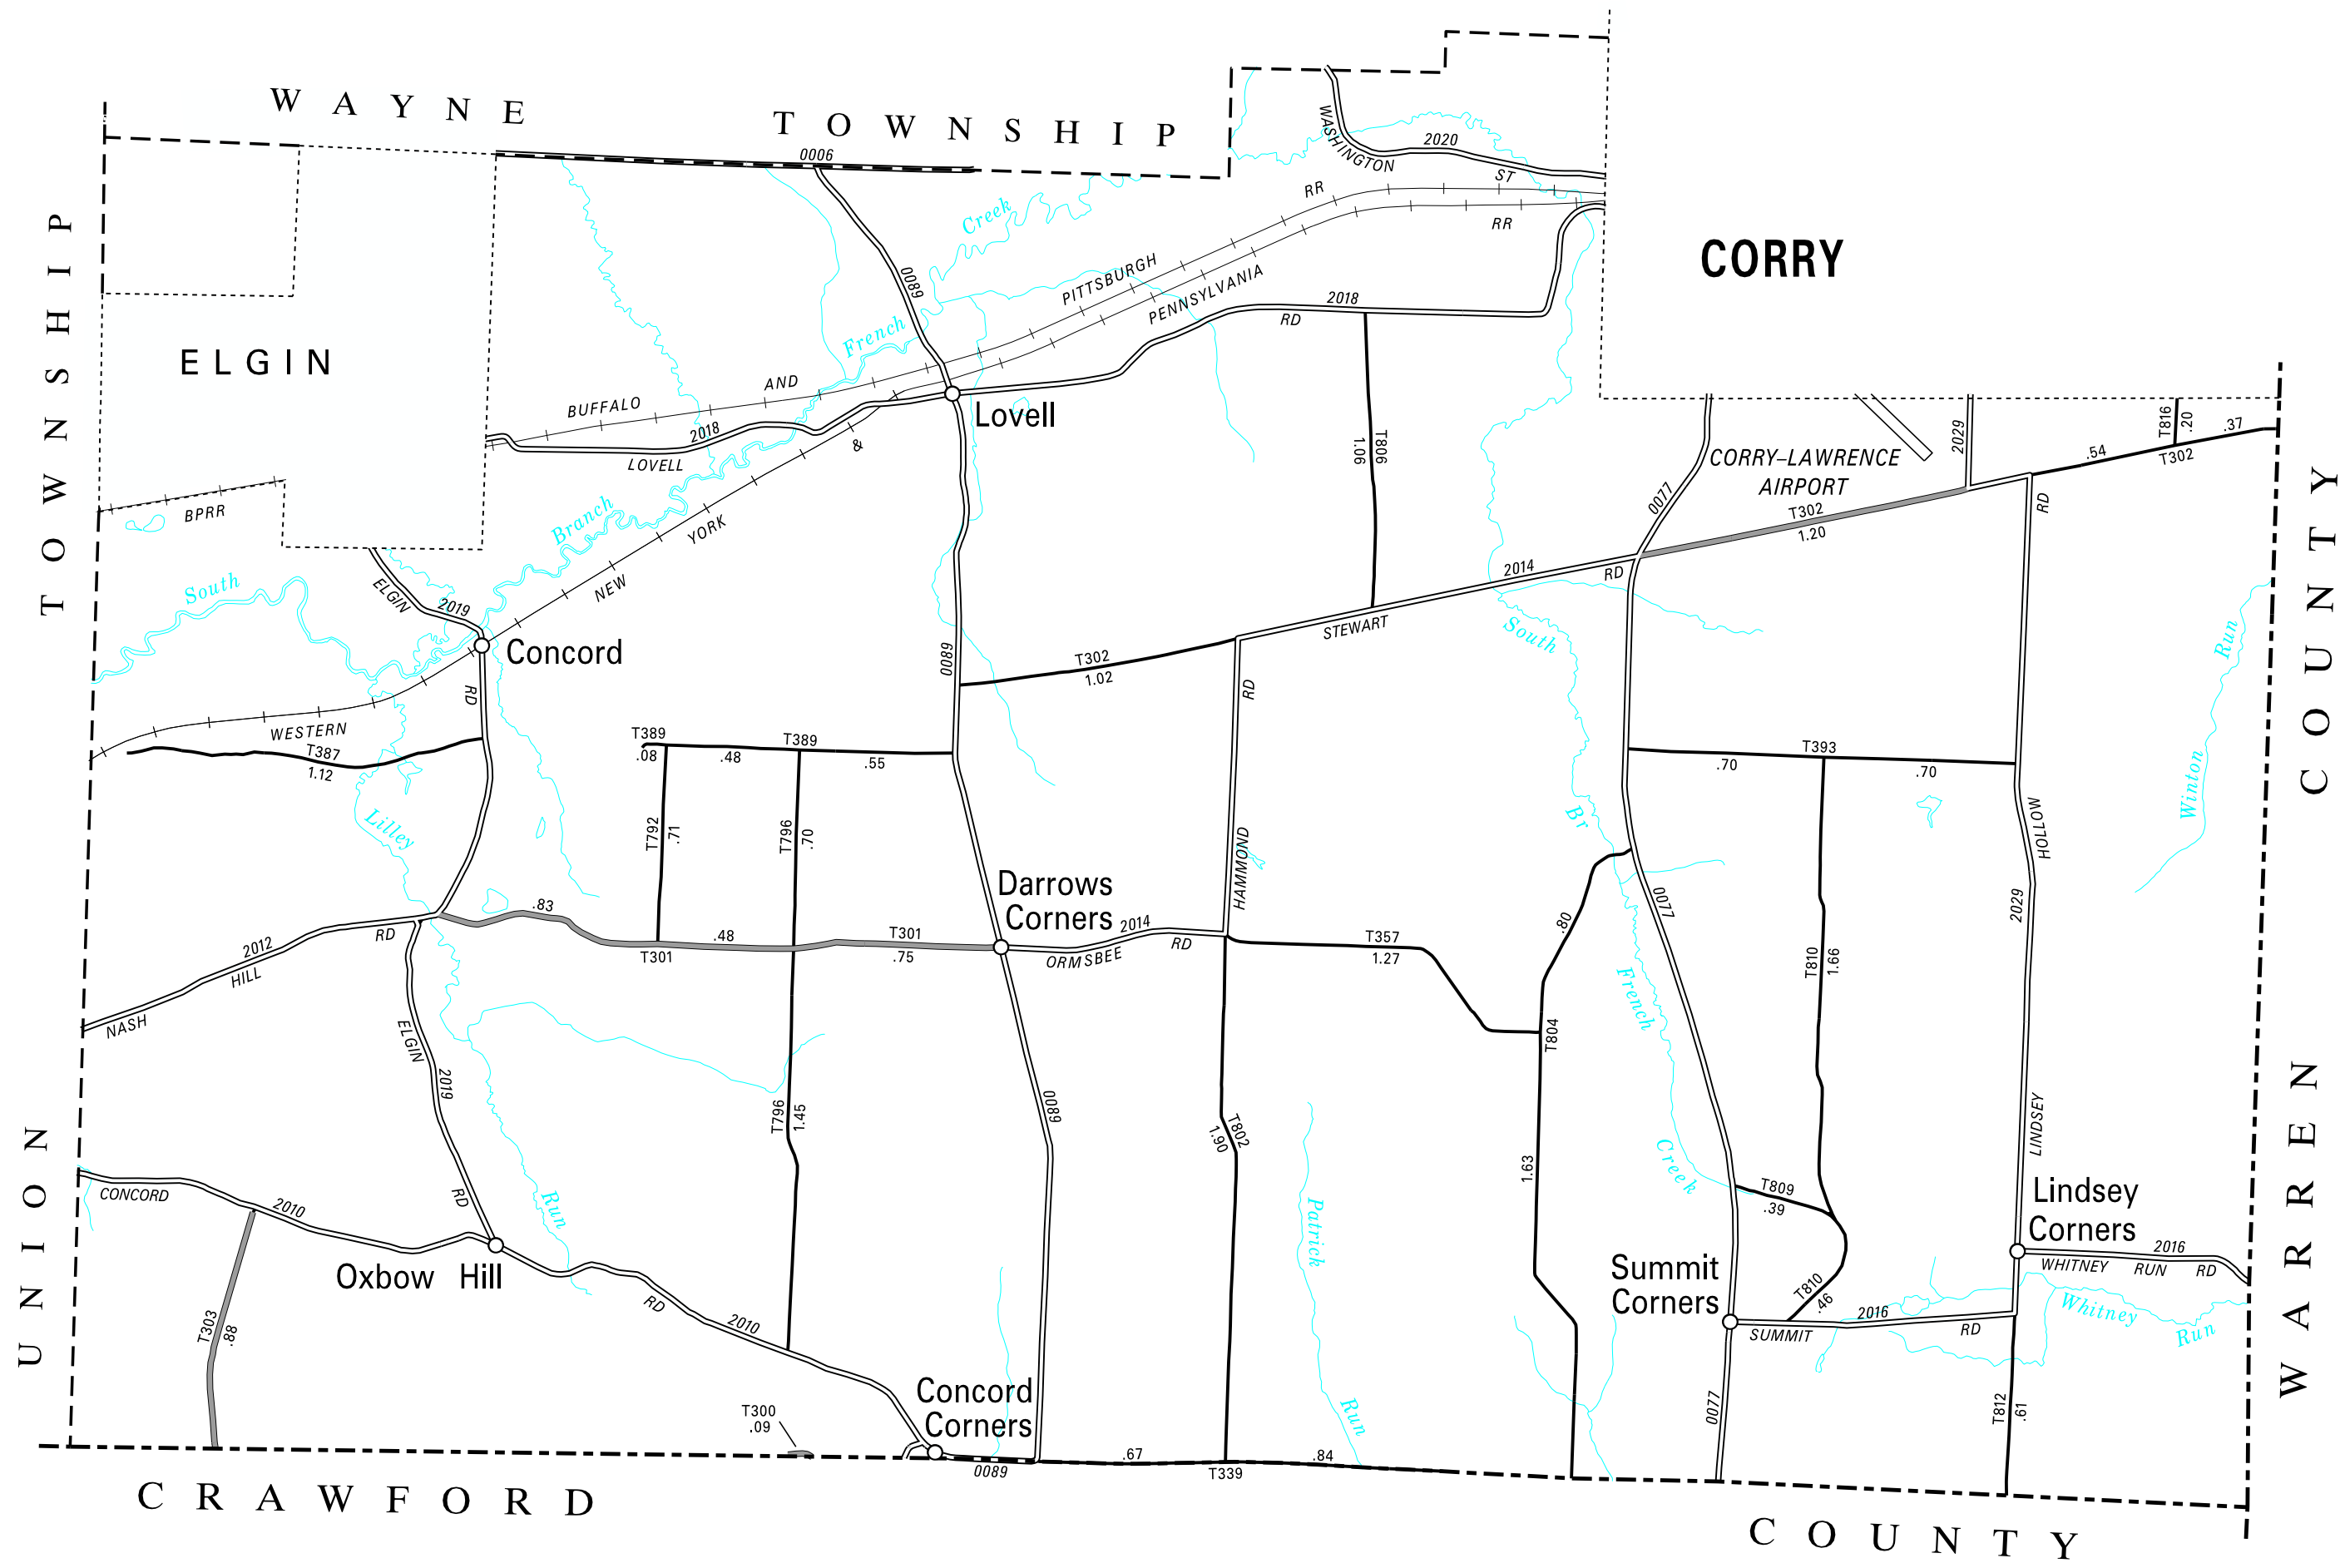 WAYNE TOWNSHIP
0006
WASHINGTON ST
2020
RR
RR
Creek
CORRY
0089
PITTSBURGH
PENNSYLVANIA
2018
RD
French
ELGIN
BUFFALO AND
Lovell
2018
LOVELL
&
T806
1.06
2029
T816
.20
.37
.54
T302
CORRY–LAWRENCE
AIRPORT
0077
T302
1.20
RD
BPRR
Branch
YORK
NEW
TOWNSHIP
South
ELGIN
2019
Concord
RD
2014
RD
STEWART
South
0089
T302
1.02
RD
Run
COUNTY
WESTERN
T387
1.12
T389
.08
.48
T389
.55
T393
.70
.70
Winton
Lilley
T792
.71
T796
.70
HAMMOND
Br
HOLLOW
Darrows
Corners
0077
2029
.83
.48
T301
T301
.75
2014
ORMSBEE
RD
T357
1.27
.80
T810
1.66
2012
RD
HILL
NASH
French
ELGIN
2019
T804
0089
T796
1.45
T802
1.90
1.63
Creek
LINDSEY
WARREN
UNION
CONCORD
2010
RD
Run
Patrick
T809
.39
Lindsey
Corners
2016
WHITNEY RUN RD
Oxbow Hill
Summit
Corners
T810
.46
2016
SUMMIT
RD
Whitney
Run
T303
.88
RD
2010
Concord
Corners
T300
.09
0089
.67
T339
.84
Run
0077
T812
.61
CRAWFORD
COUNTY